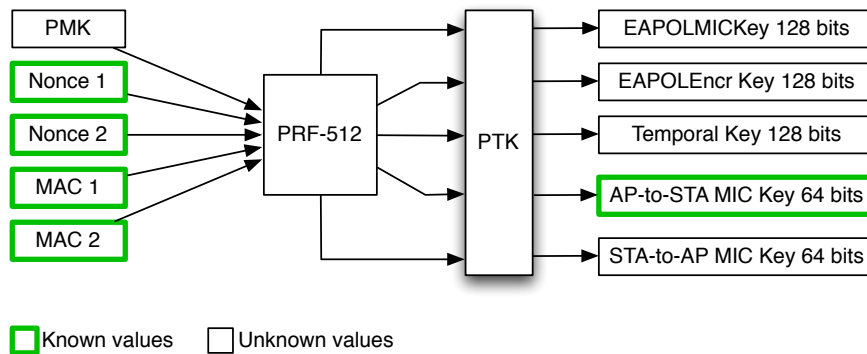 PMK
Nonce 1
Nonce 2
MAC 1
MAC 2
PRF-512
PTK
EAPOLMICKey 128 bits
EAPOLEncr Key 128 bits
Temporal Key 128 bits
AP-to-STA MIC Key 64 bits
STA-to-AP MIC Key 64 bits
Known values
Unknown values